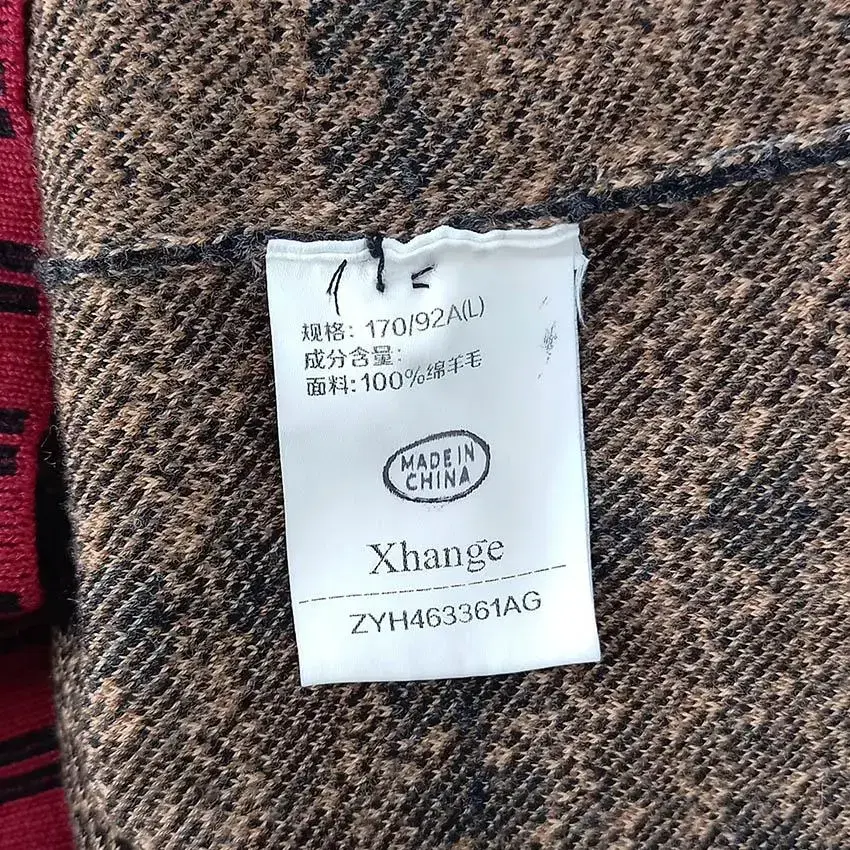 规格: 170/92A(L)
成分含量:
面料:100%绵羊毛
MADE IN
CHINA
Xhange
ZYH463361AG